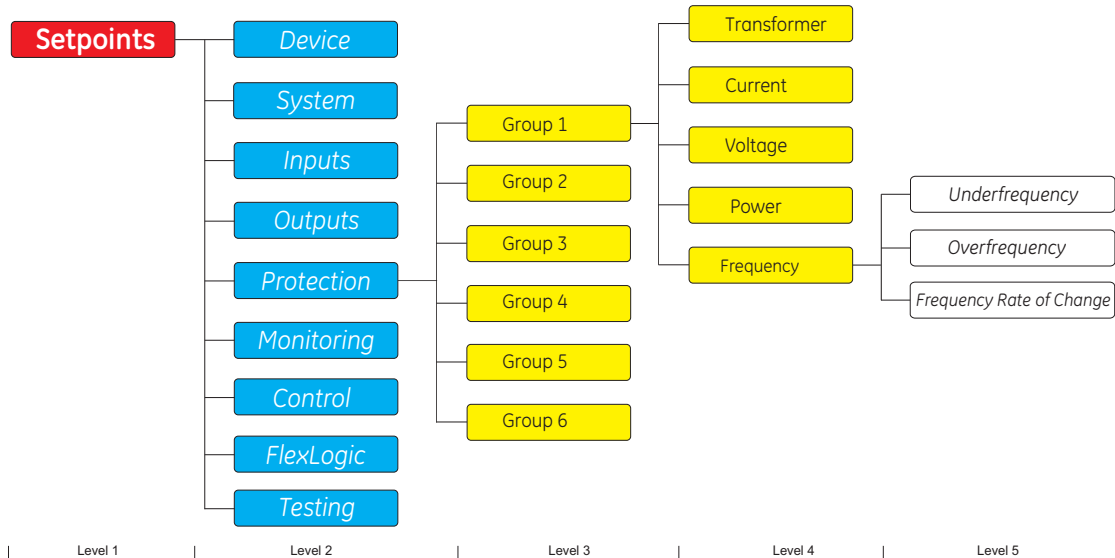 Setpoints
Device
System
Inputs
Outputs
Protection
Monitoring
Control
FlexLogic
Testing
Group 1
Group 2
Group 3
Group 4
Group 5
Group 6
Transformer
Current
Voltage
Power
Frequency
Underfrequency
Overfrequency
Frequency Rate of Change
Level 1
Level 2
Level 3
Level 4
Level 5